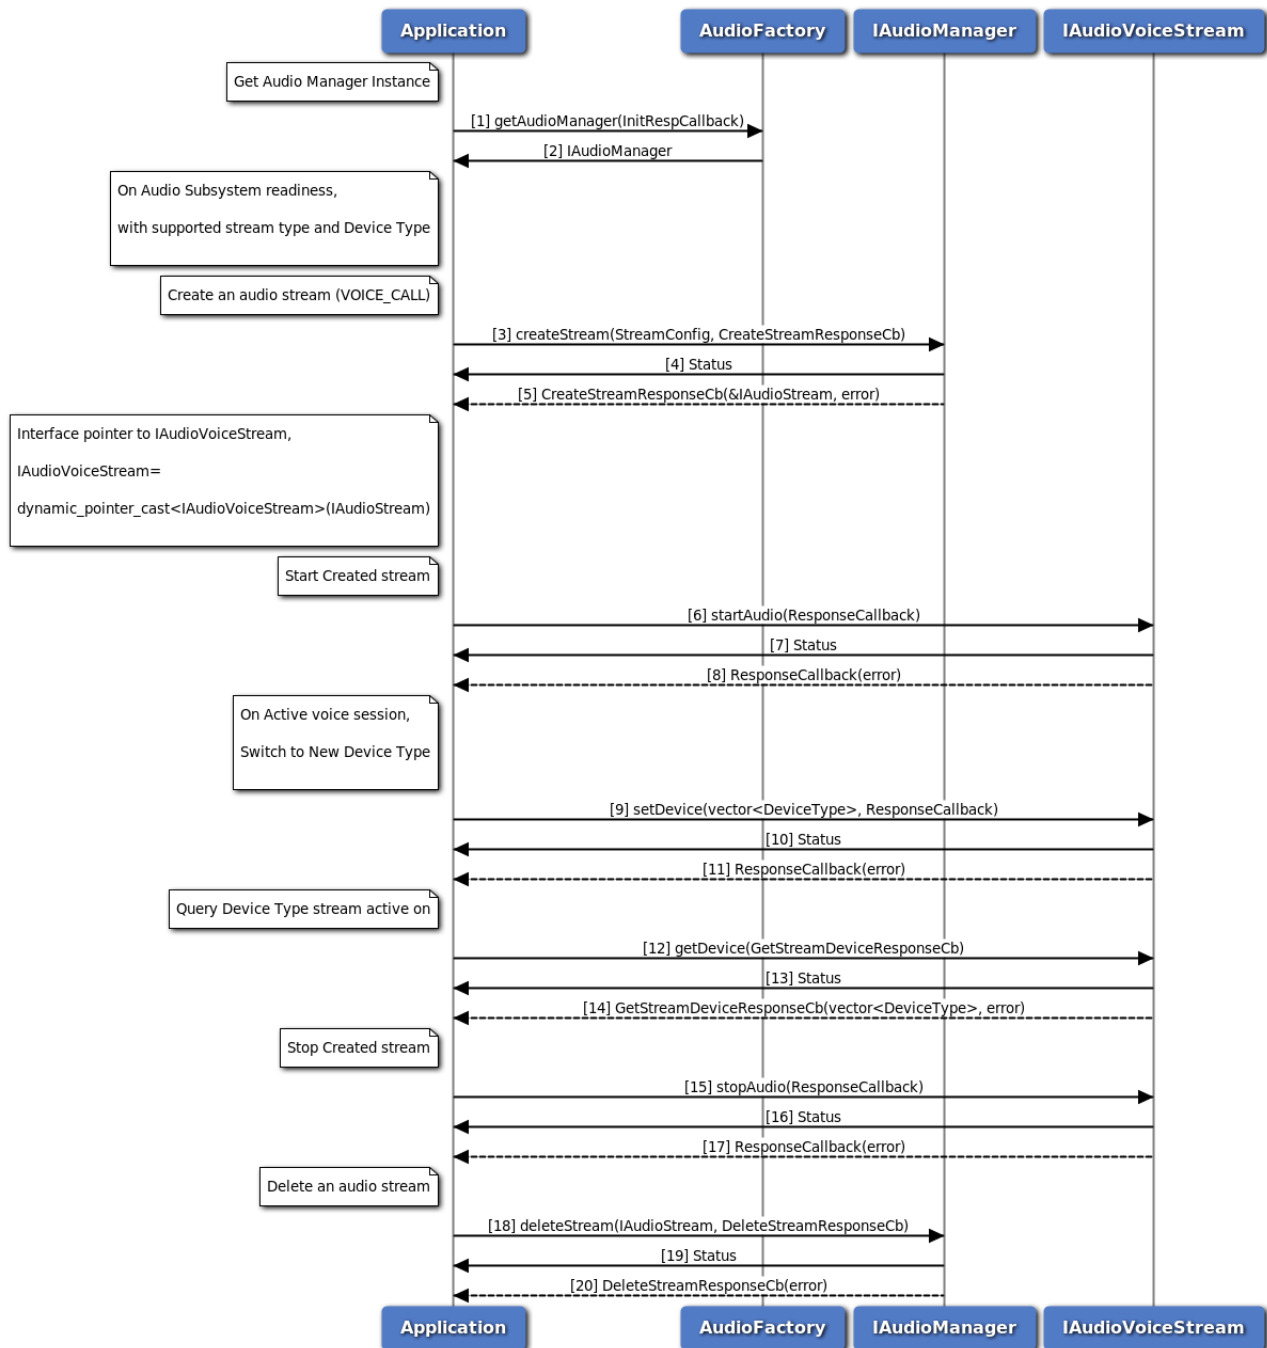 Application
AudioFactory
IAudioManager
IAudioVoiceStream
Get Audio Manager Instance
[1] getAudioManager(InitRespCallback)
[2] IAudioManager
On Audio Subsystem readiness,
with supported stream type and Device Type
Create an audio stream (VOICE_CALL)
[3] createStream(StreamConfig, CreateStreamResponseCb)
[4] Status
[5] CreateStreamResponseCb(&IAudioStream, error)
Interface pointer to IAudioVoiceStream,
IAudioVoiceStream=
dynamic_pointer_cast<IAudioVoiceStream>(IAudioStream)
Start Created stream
[6] startAudio(ResponseCallback)
[7] Status
[8] ResponseCallback(error)
On Active voice session,
Switch to New Device Type
[9] setDevice(vector<DeviceType>, ResponseCallback)
[10] Status
[11] ResponseCallback(error)
Query Device Type stream active on
[12] getDevice(GetStreamDeviceResponseCb)
[13] Status
[14] GetStreamDeviceResponseCb(vector<DeviceType>, error)
Stop Created stream
[15] stopAudio(ResponseCallback)
[16] Status
[17] ResponseCallback(error)
Delete an audio stream
[18] deleteStream(IAudioStream, DeleteStreamResponseCb)
[19] Status
[20] DeleteStreamResponseCb(error)
Application
AudioFactory
IAudioManager
IAudioVoiceStream